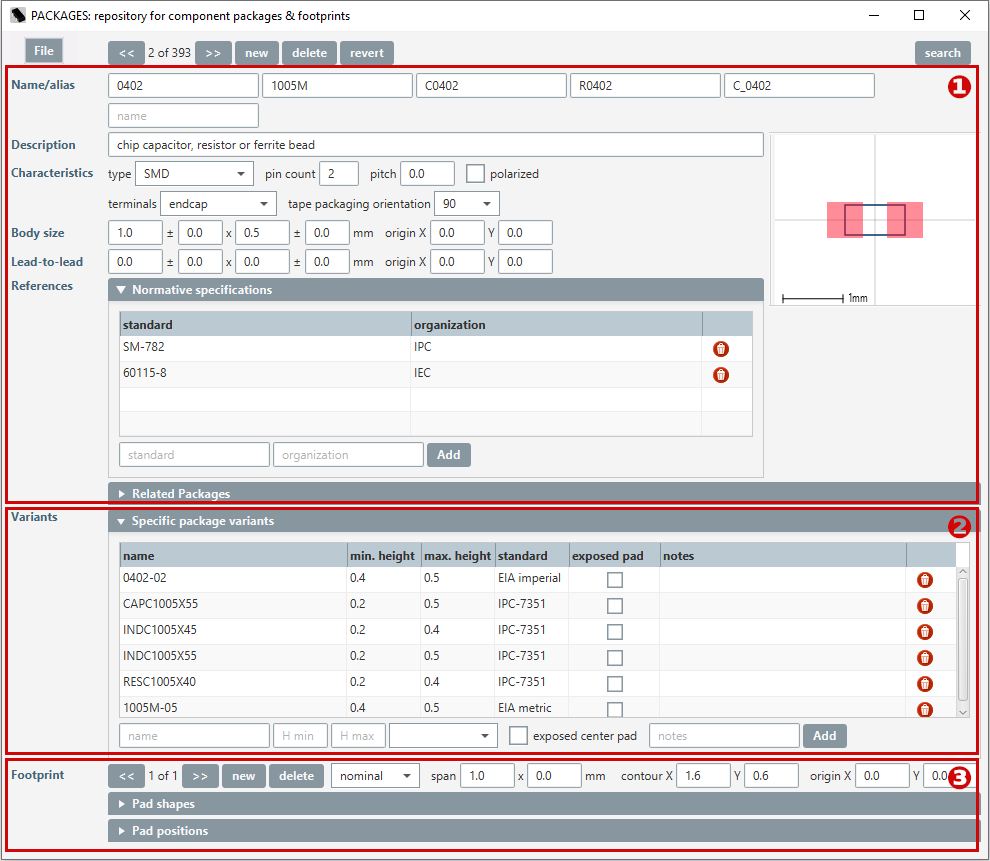 PACKAGES: repository for component packages & footprints
File << 2 of 393 >> new delete revert search
Name/alias 0402 1005M C0402 R0402 C_0402 1
name
Description chip capacitor, resistor or ferrite bead
Characteristics type SMD pin count 2 pitch 0.0 polarized
terminals endcap tape packaging orientation 90
Body size 1.0 ± 0.0 x 0.5 ± 0.0 mm origin X 0.0 Y 0.0
Lead-to-lead 0.0 ± 0.0 x 0.0 ± 0.0 mm origin X 0.0 Y 0.0
1mm
References Normative specifications
standard organization
SM-782 IPC
60115-8 IEC
standard organization Add
Related Packages
Variants Specific package variants 2
name min. height max. height standard exposed pad notes
0402-02 0.4 0.5 EIA imperial
CAPC1005X55 0.2 0.5 IPC-7351
INDC1005X45 0.2 0.4 IPC-7351
INDC1005X55 0.2 0.5 IPC-7351
RESC1005X40 0.2 0.4 IPC-7351
1005M-05 0.4 0.5 EIA metric
name H min H max exposed center pad notes Add
Footprint << 1 of 1 >> new delete nominal span 1.0 x 0.0 mm contour X 1.6 Y 0.6 origin X 0.0 Y 0.0 3
Pad shapes
Pad positions